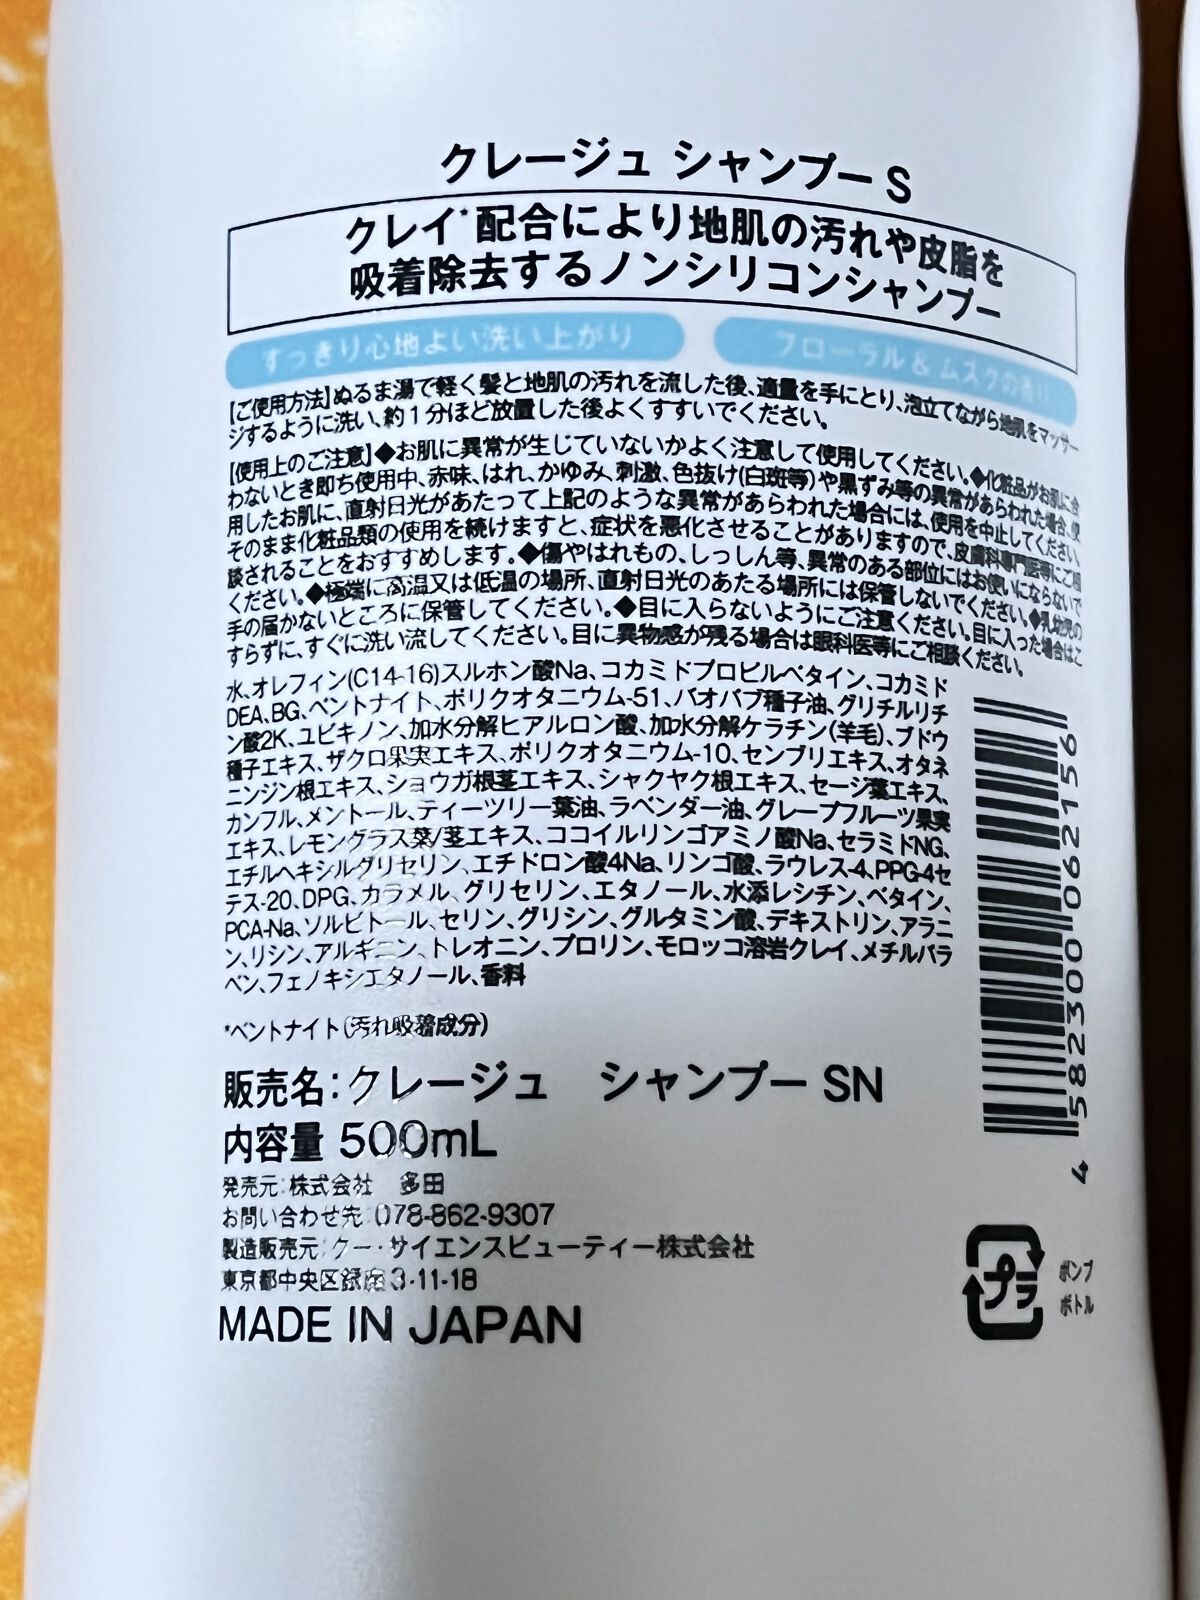 クレージュ シャンプー S
クレイ*配合により地肌の汚れや皮脂を
吸着除去するノンシリコンシャンプー
すっきり心地よい洗い上がり
フローラル & ムスクの香り
【ご使用方法】ぬるま湯で軽く髪と地肌の汚れを流した後、適量を手にとり、泡立てながら地肌をマッサー
ジするように洗い、約1分ほど放置した後よくすすいでください。
【使用上のご注意】◆お肌に異常が生じていないかよく注意して使用してください。◆化粧品がお肌に合
わないとき即ち使用中、赤味、はれ、かゆみ、刺激、色抜け(白斑等)や黒ずみ等の異常があらわれた場合、使
用したお肌に、直射日光があたって上記のような異常があらわれた場合には、使用を中止してください。
そのまま化粧品類の使用を続けますと、症状を悪化させることがありますので、皮膚科専門医等にご相
談されることをおすすめします。◆傷やはれもの、しっしん等、異常のある部位にはお使いにならないで
ください。◆極端に高温又は低温の場所、直射日光のあたる場所には保管しないでください。◆乳幼児の
手の届かないところに保管してください。◆目に入らないようにご注意ください。目に入った場合はこ
すらずに、すぐに洗い流してください。目に異物感が残る場合は眼科医等にご相談ください。
水、オレフィン(C14-16)スルホン酸Na、コカミドプロピルベタイン、コカミド
DEA、BG、ベントナイト、ポリクオタニウム-51、バオバブ種子油、グリチルリチ
ン酸2K、ユビキノン、加水分解ヒアルロン酸、加水分解ケラチン(羊毛)、ブドウ
種子エキス、ザクロ果実エキス、ポリクオタニウム-10、センブリエキス、オタネ
ニンジン根エキス、ショウガ根茎エキス、シャクヤク根エキス、セージ葉エキス、
カンフル、メントール、ティーツリー葉油、ラベンダー油、グレープフルーツ果実
エキス、レモングラス葉/茎エキス、ココイルリンゴアミノ酸Na、セラミドNG、
エチルヘキシルグリセリン、エチドロン酸4Na、リンゴ酸、ラウレス-4、PPG-4セ
テス-20、DPG、カラメル、グリセリン、エタノール、水添レシチン、ベタイン、
PCA-Na、ソルビトール、セリン、グリシン、グルタミン酸、デキストリン、アラニ
ン、リシン、アルギニン、トレオニン、プロリン、モロッコ溶岩クレイ、メチルパラ
ベン、フェノキシエタノール、香料
*ベントナイト(汚れ吸着成分)
販売名:クレージュ シャンプー SN
内容量 500mL
発売元:株式会社 多田
お問い合わせ先:078-862-9307
製造販売元:クー・サイエンスビューティー株式会社
東京都中央区銀座3-11-18
MADE IN JAPAN
4 582300 062156
プラ
ポンプ
ボトル